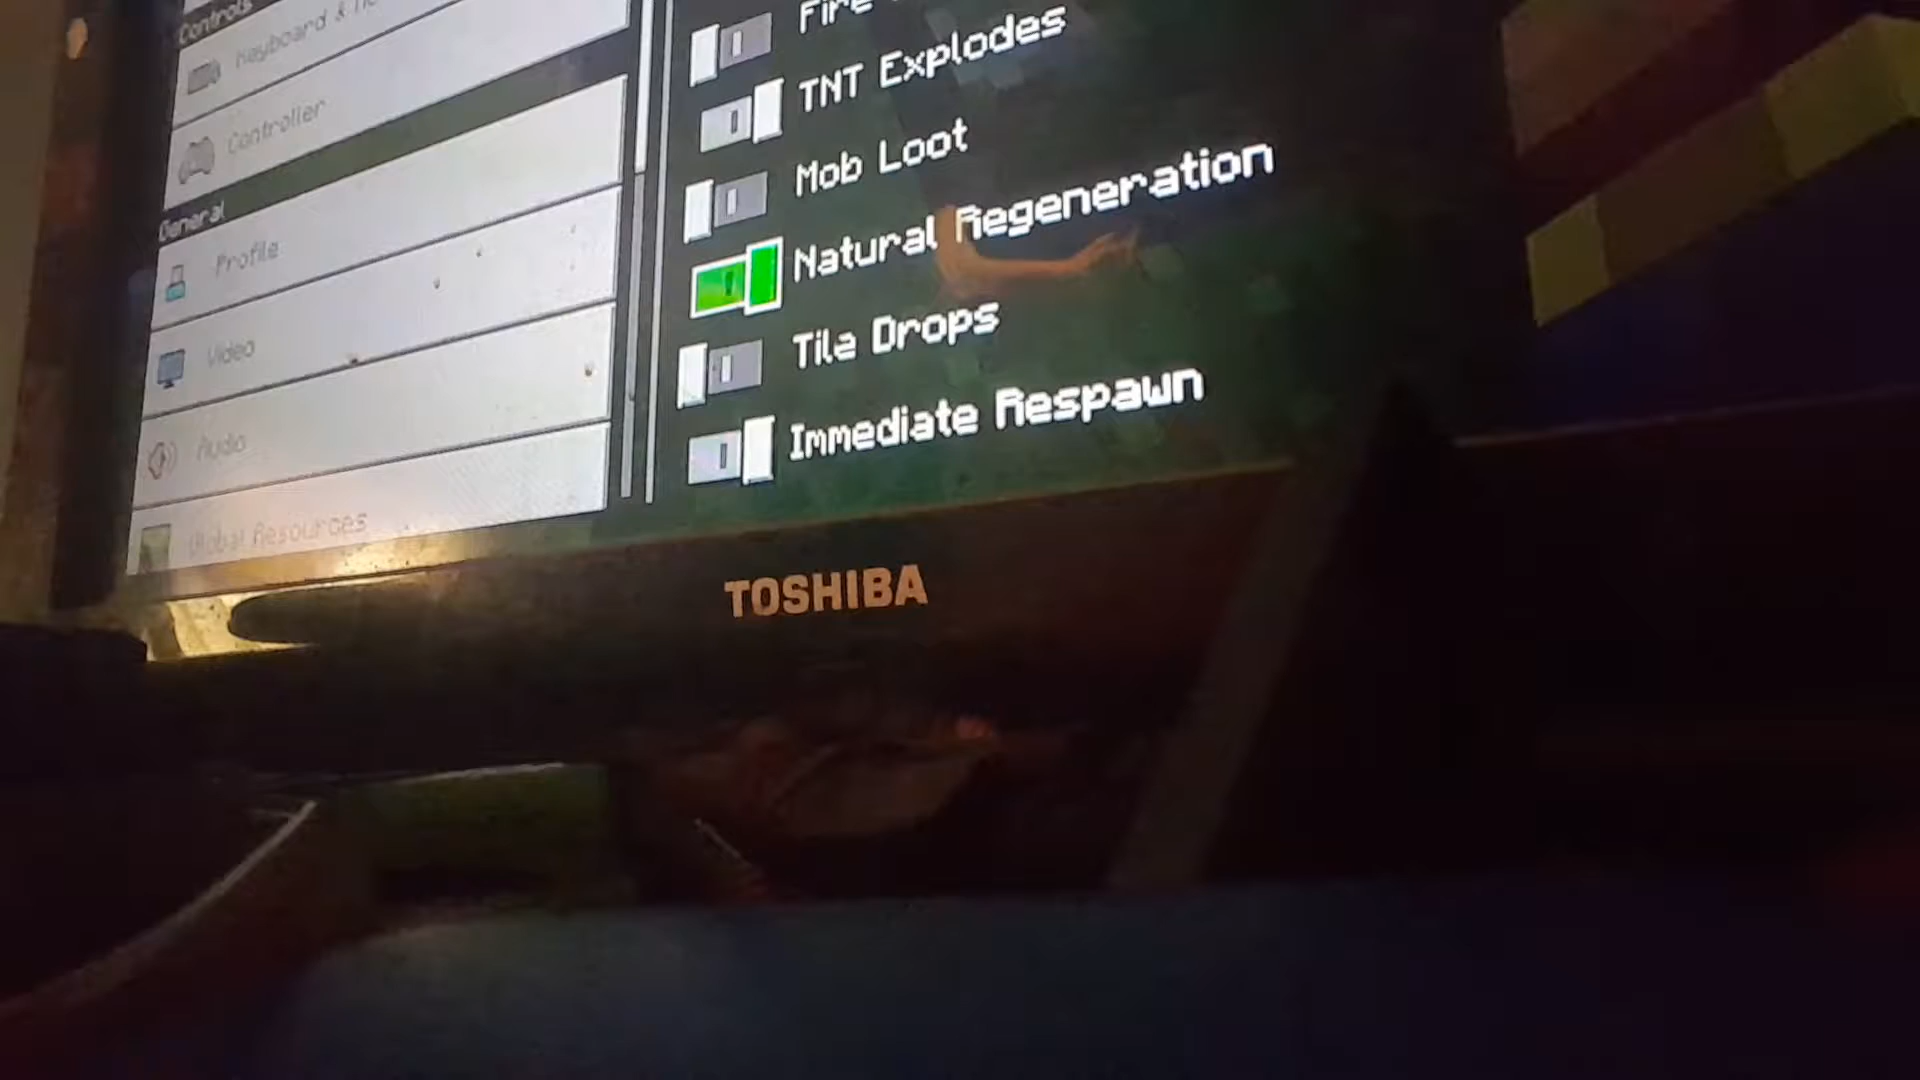 Controls
Keyboard &
Controller
General
Profile
Video
Audio
Global Resources
Fire
TNT Explodes
Mob Loot
Natural Regeneration
Tile Drops
Immediate Respawn
TOSHIBA